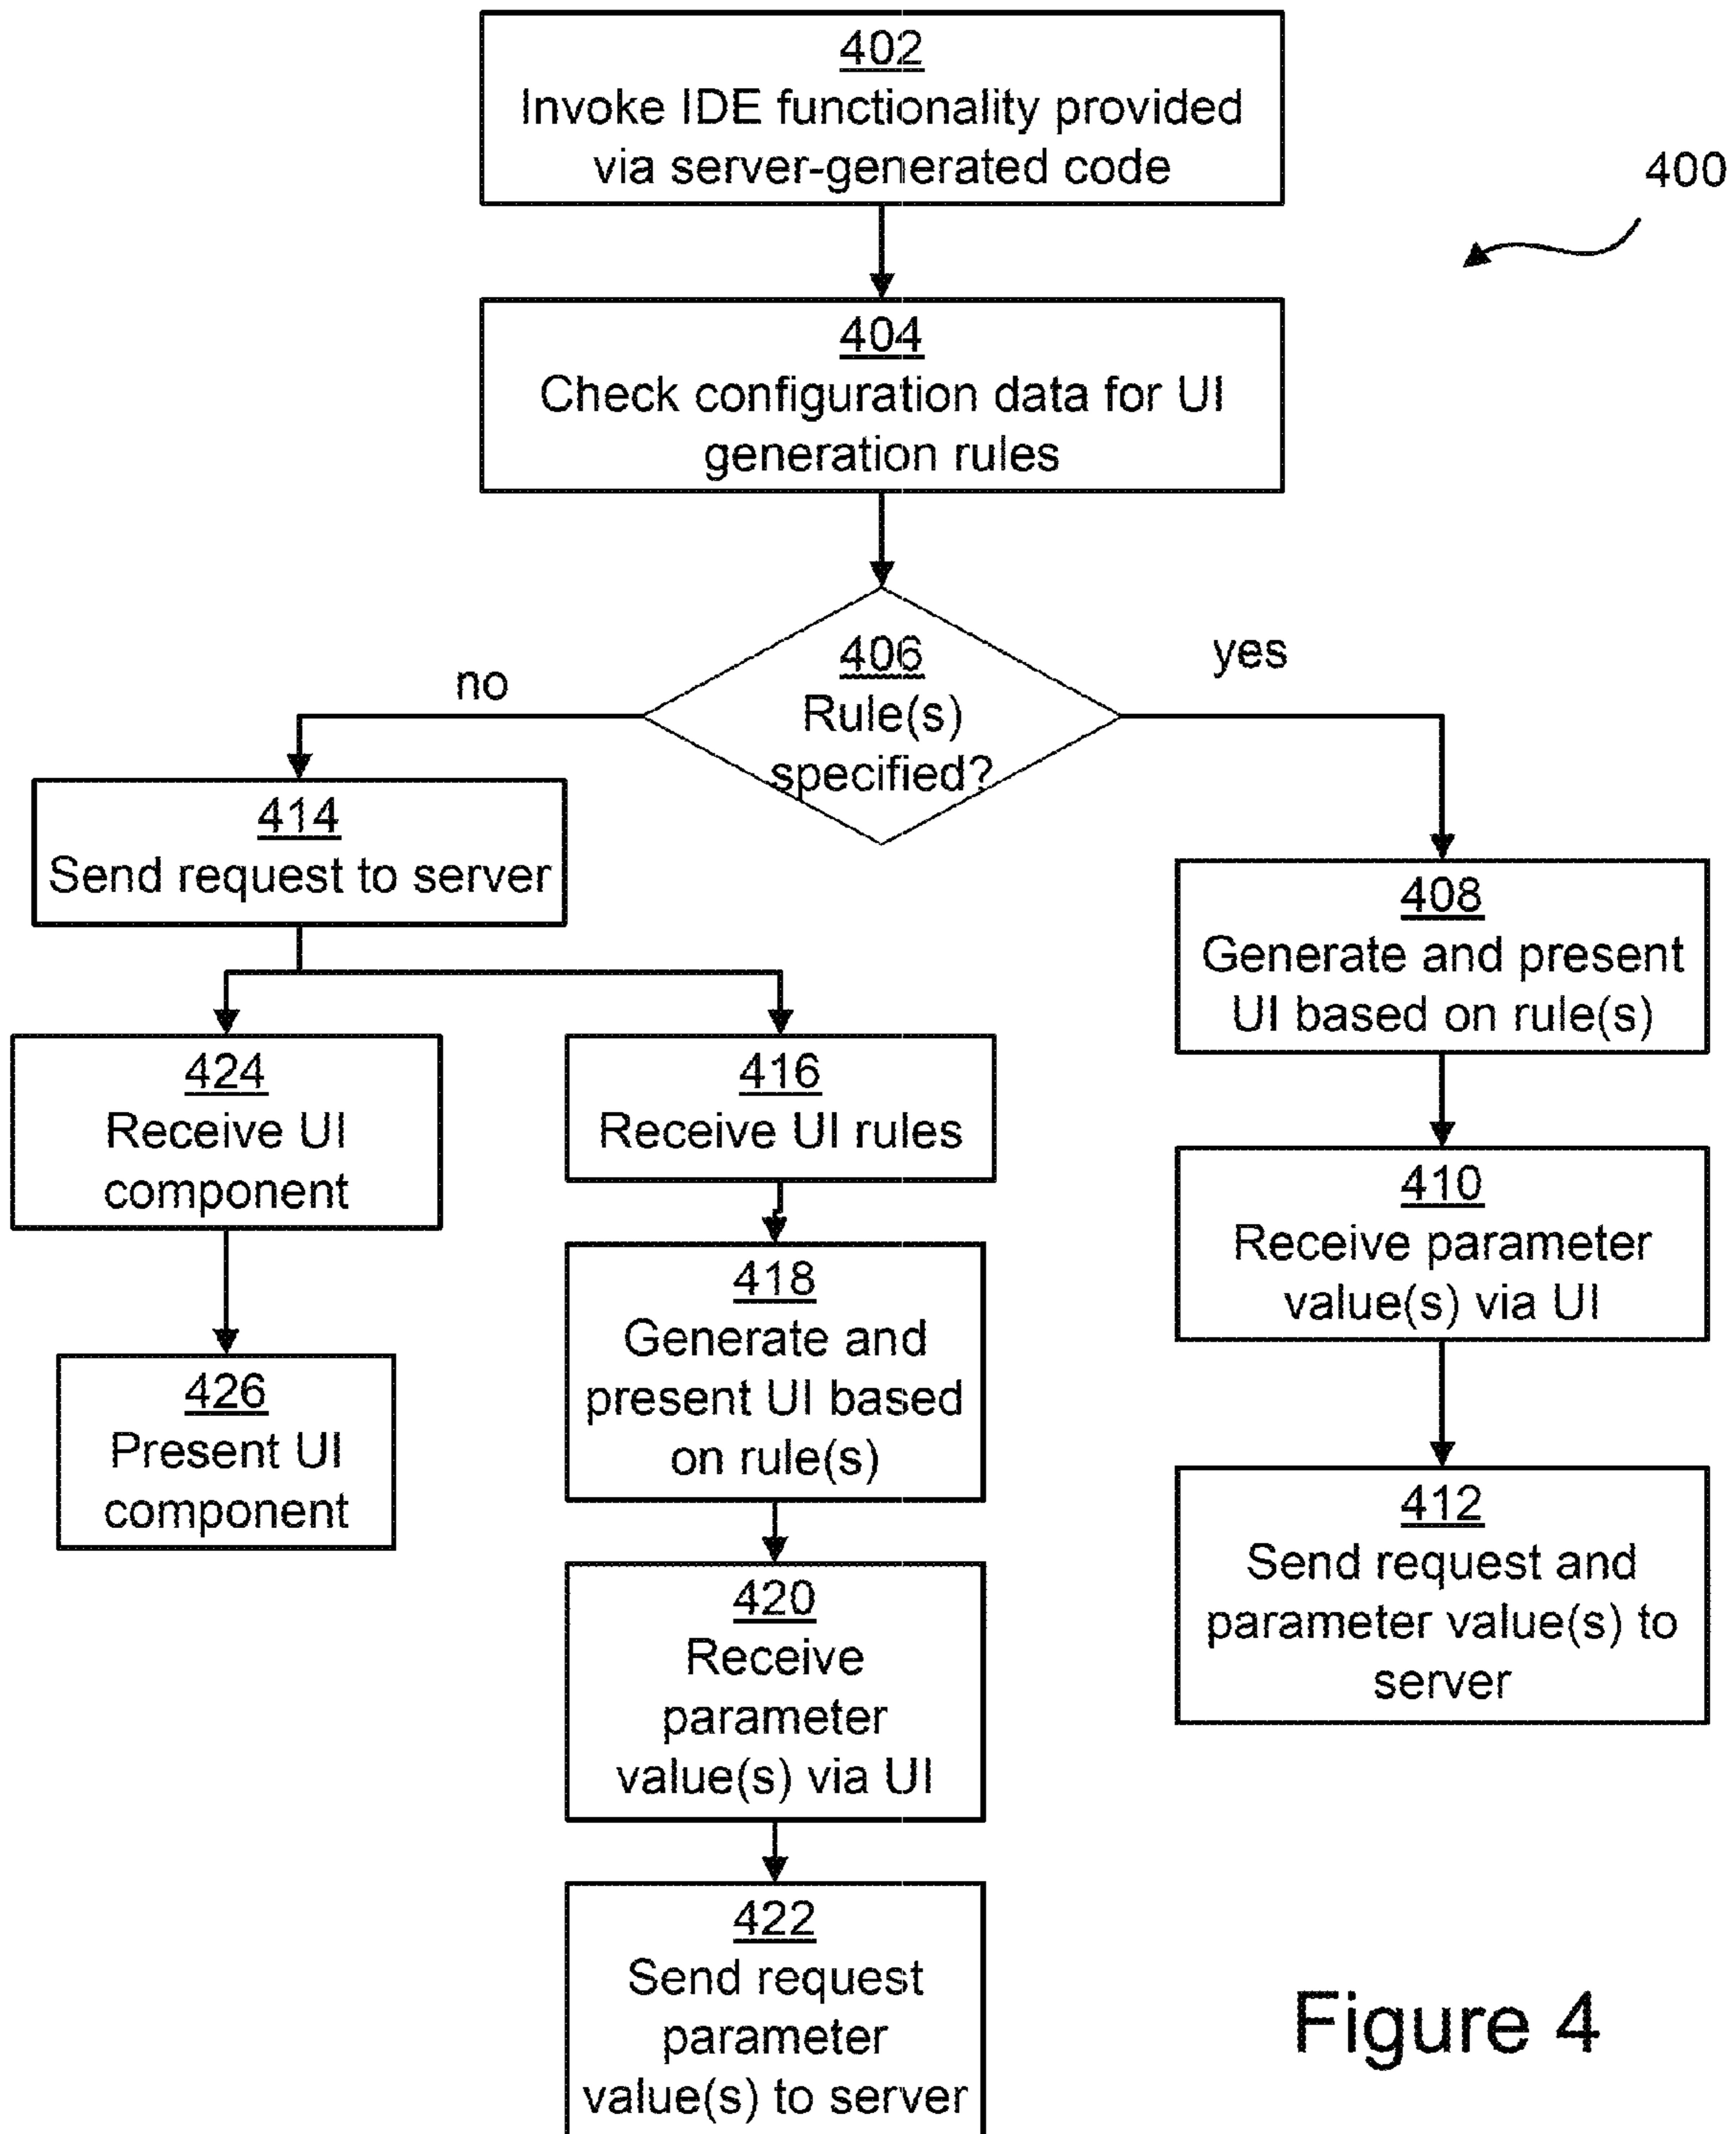 402
Invoke IDE functionality provided
via server-generated code
400
404
Check configuration data for UI
generation rules
406
Rule(s)
specified?
no
yes
414
Send request to server
408
Generate and present
UI based on rule(s)
424
Receive UI
component
416
Receive UI rules
410
Receive parameter
value(s) via UI
418
Generate and
present UI based
on rule(s)
426
Present UI
component
412
Send request and
parameter value(s) to
server
420
Receive
parameter
value(s) via UI
422
Send request
parameter
value(s) to server
Figure 4